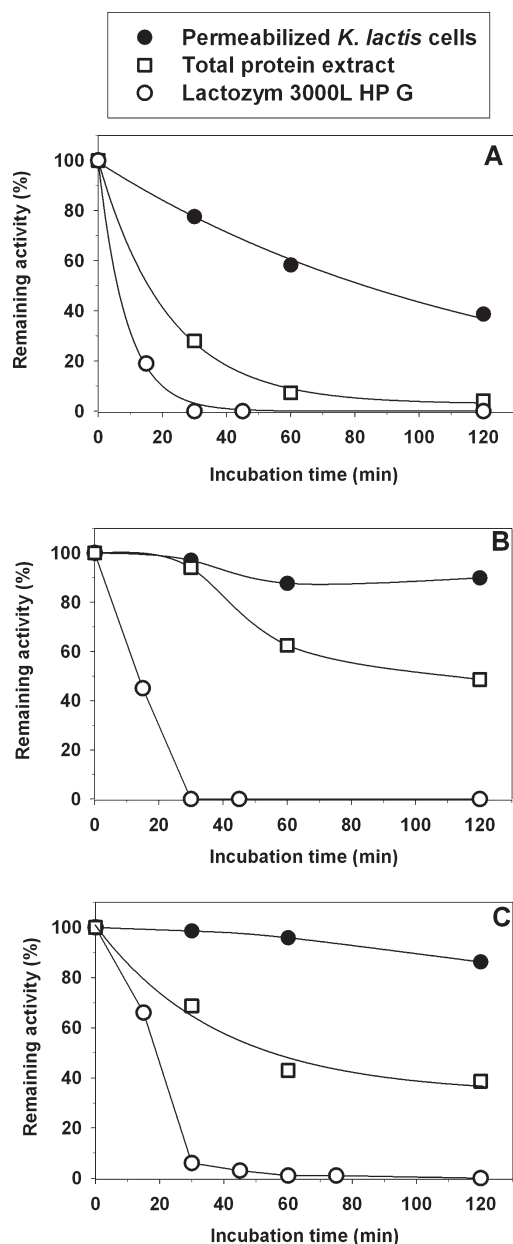 Permeabilized K. lactis cells
Total protein extract
Lactozym 3000L HP G
A
Remaining activity (%)
100
80
60
40
20
0
0 20 40 60 80 100 120
Incubation time (min)
B
Remaining activity (%)
100
80
60
40
20
0
0 20 40 60 80 100 120
Incubation time (min)
C
Remaining activity (%)
100
80
60
40
20
0
0 20 40 60 80 100 120
Incubation time (min)